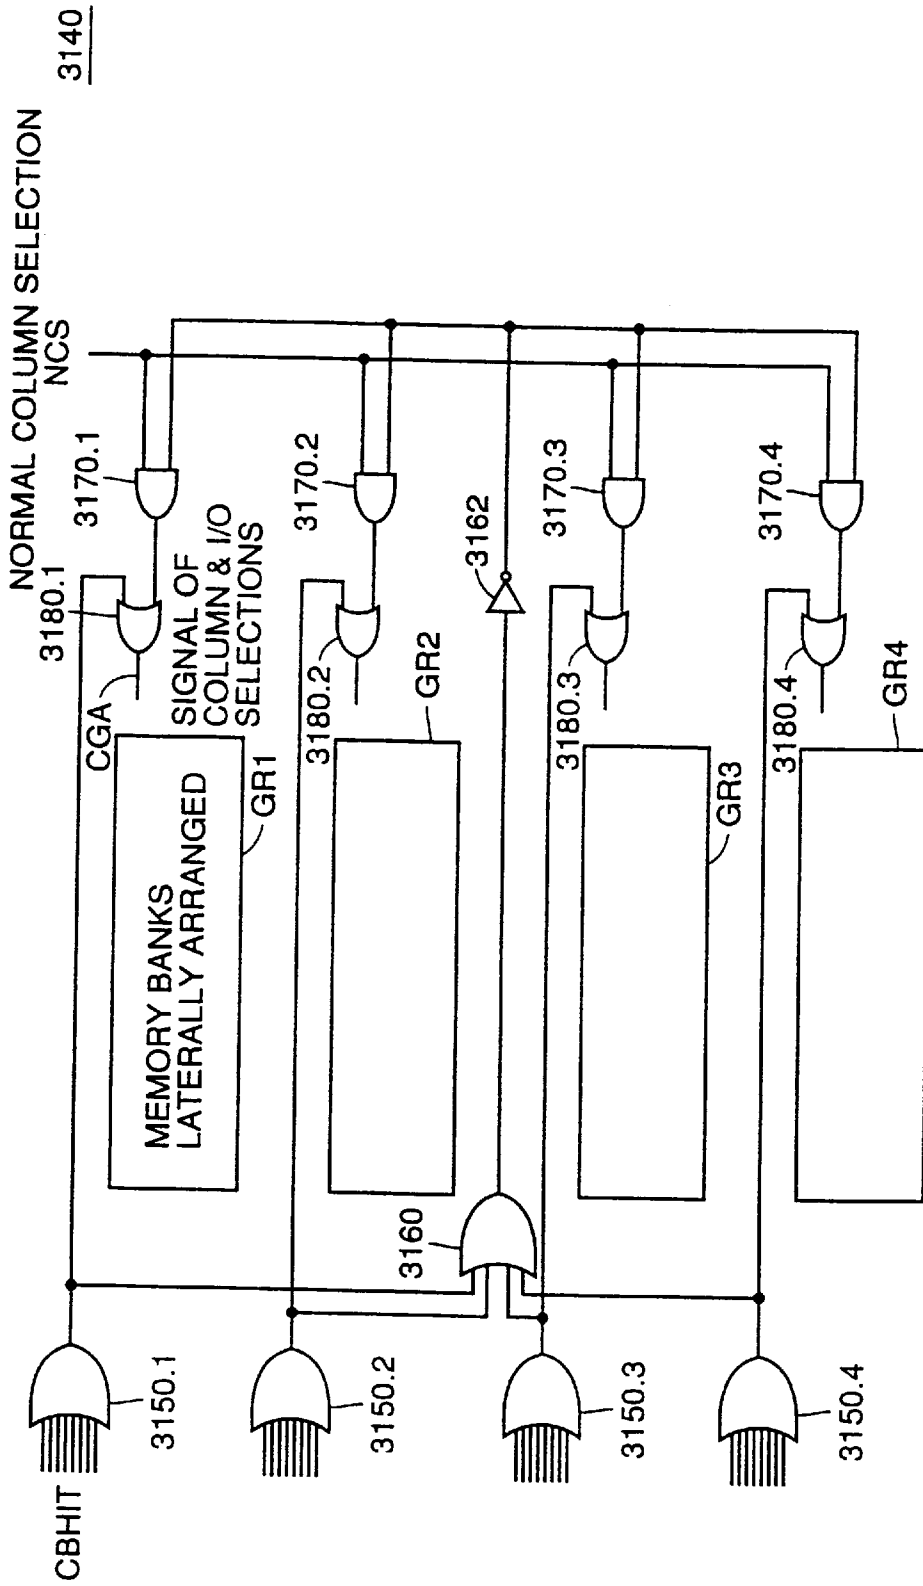 3140
NORMAL COLUMN SELECTION
NCS
3170.1
3180.1
SIGNAL OF
COLUMN & I/O
SELECTIONS
CGA
MEMORY BANKS
LATERALLY ARRANGED
GR1
CBHIT
3150.1
3170.2
3180.2
GR2
3150.2
3162
3160
3170.3
3180.3
GR3
3150.3
3170.4
3180.4
GR4
3150.4